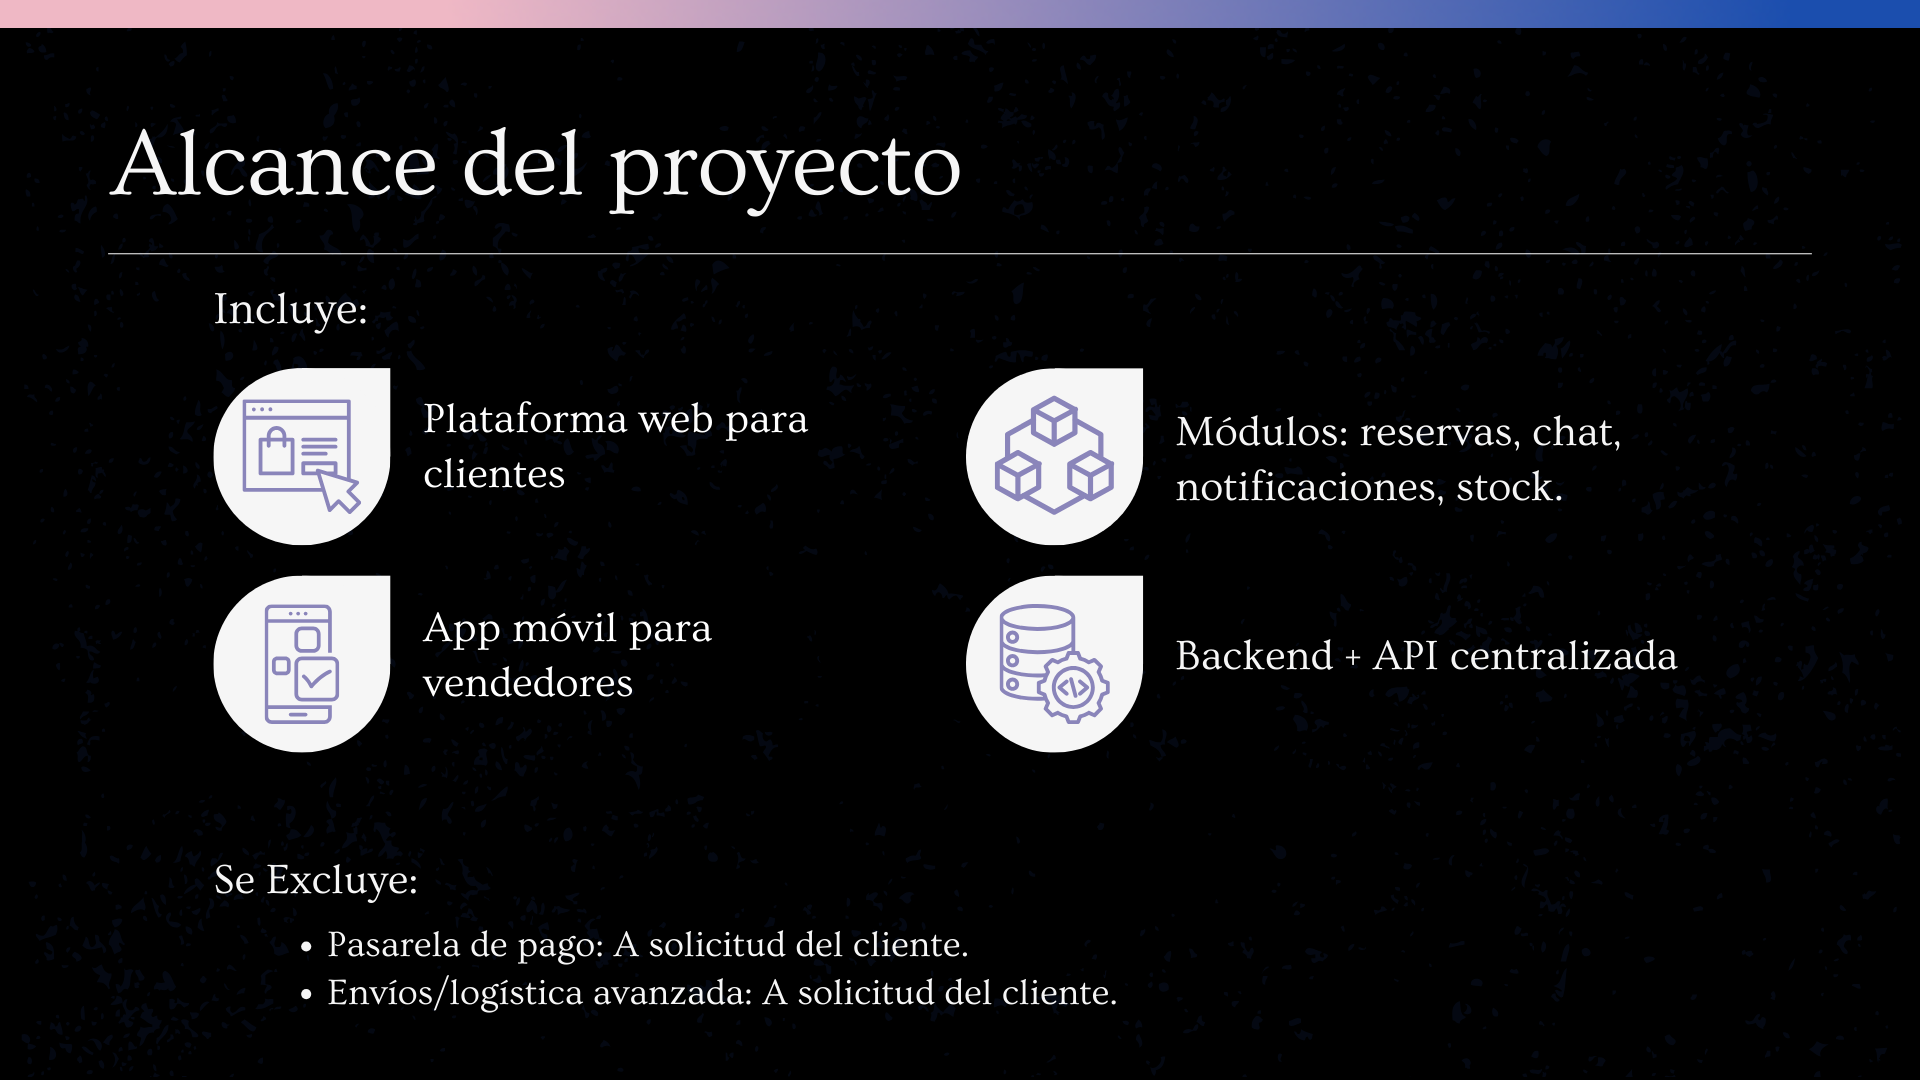 Alcance del proyecto
Incluye:
Plataforma web para
clientes
Módulos: reservas, chat,
notificaciones, stock.
App móvil para
vendedores
Backend + API centralizada
Se Excluye:
• Pasarela de pago: A solicitud del cliente.
• Envíos/logística avanzada: A solicitud del cliente.